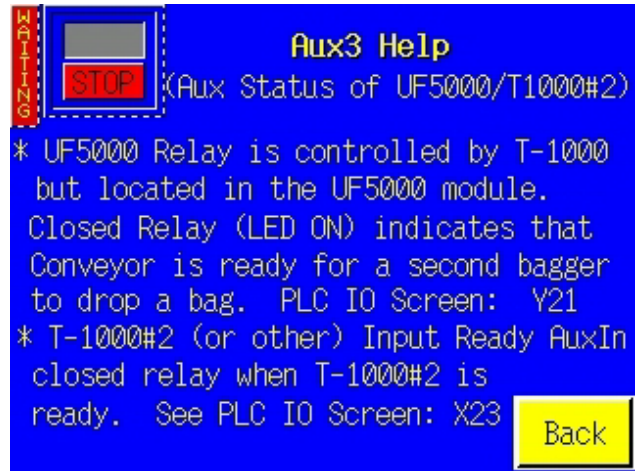 WAITING
STOP
Aux3 Help
(Aux Status of UF5000/T1000#2)
* UF5000 Relay is controlled by T-1000
but located in the UF5000 module.
Closed Relay (LED ON) indicates that
Conveyor is ready for a second bagger
to drop a bag. PLC IO Screen: Y21
* T-1000#2 (or other) Input Ready AuxIn
closed relay when T-1000#2 is
ready. See PLC IO Screen: X23
Back